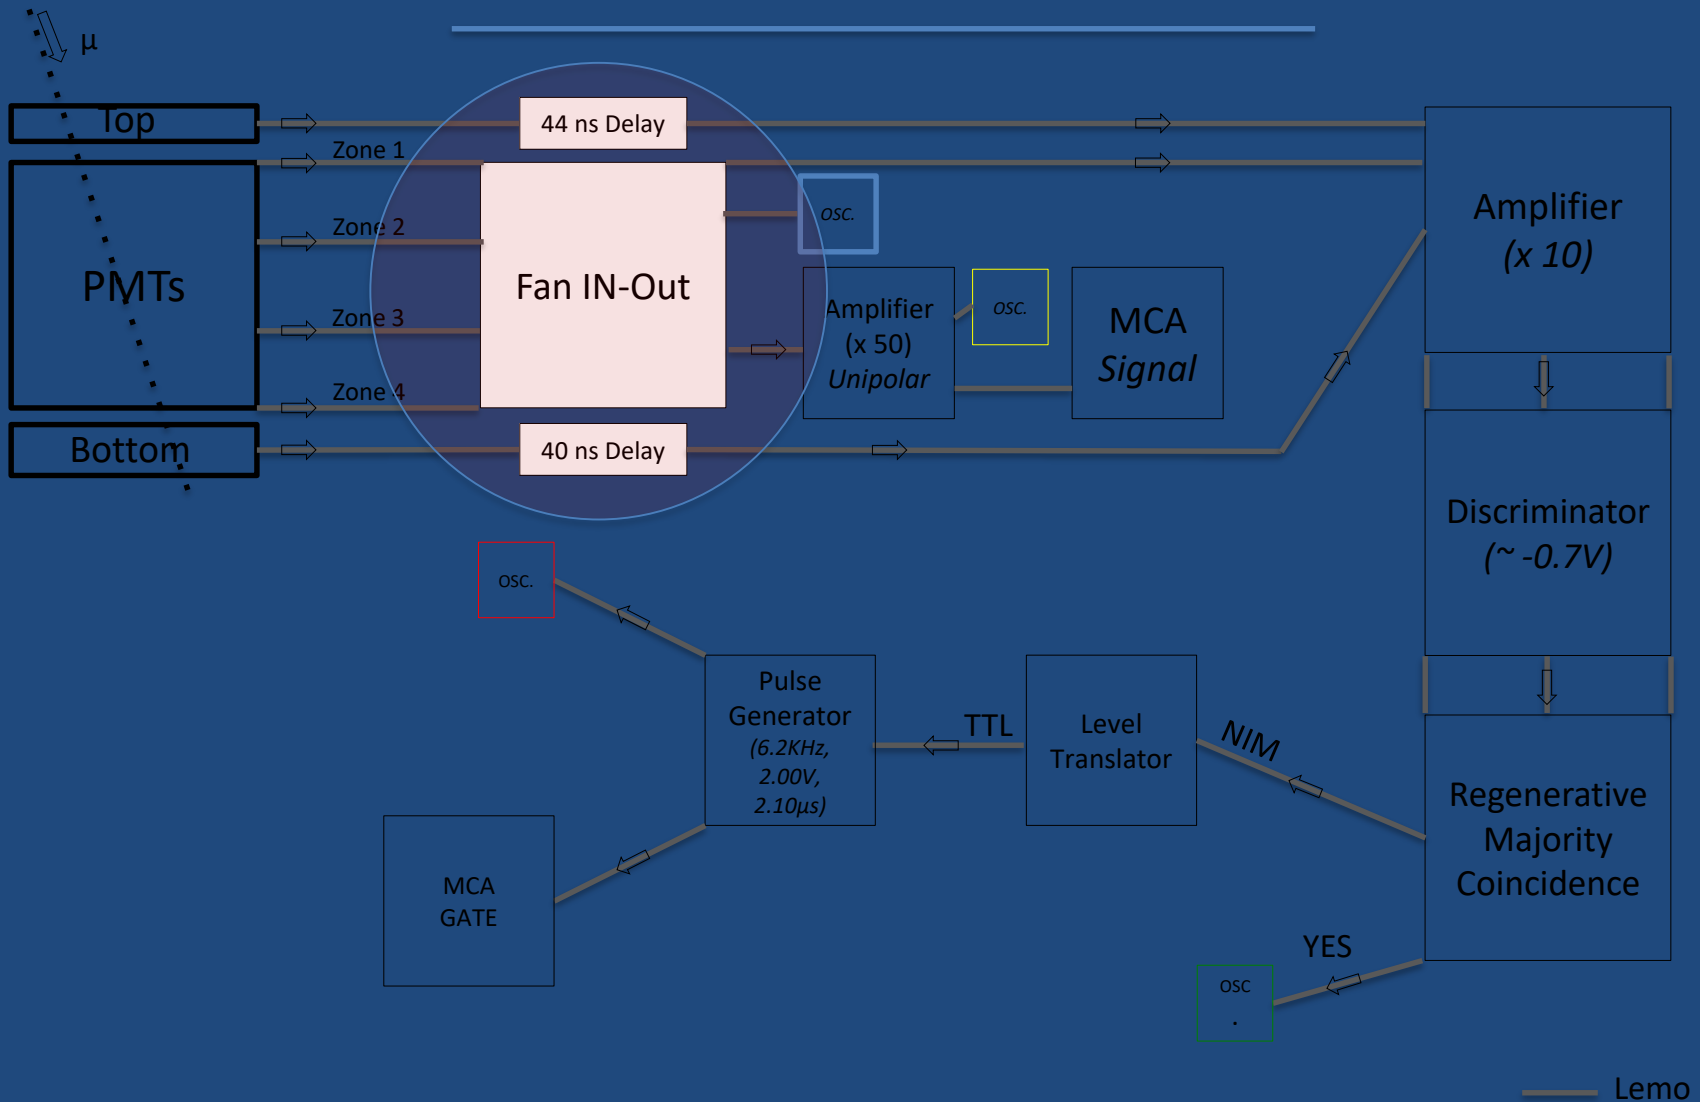 μ
Top
44 ns Delay
Zone 1
Zone 2
OSC.
PMTs
Fan IN-Out
Amplifier
(x 10)
Zone 3
Amplifier
(x 50)
Unipolar
OSC.
MCA
Signal
Zone 4
Bottom
40 ns Delay
Discriminator
(~ -0.7V)
OSC.
Pulse
Generator
(6.2KHz,
2.00V,
2.10μs)
TTL
Level
Translator
NIM
Regenerative
Majority
Coincidence
MCA
GATE
YES
OSC
.
Lemo